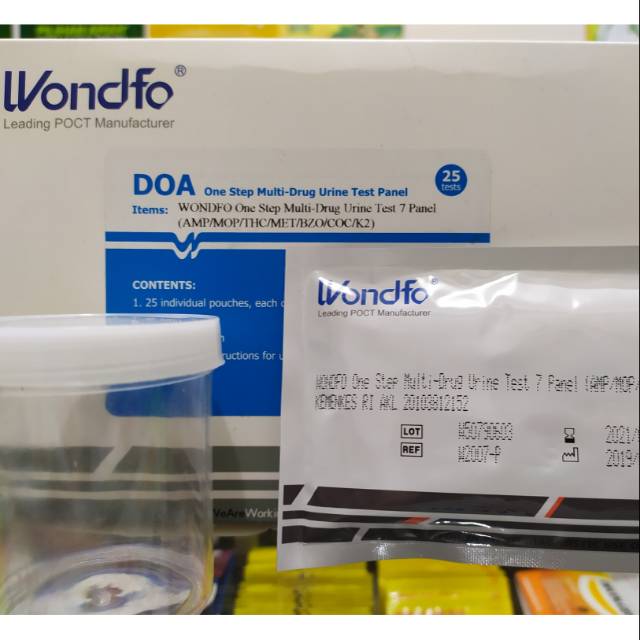 Wondfo®
Leading POCT Manufacturer
DOA One Step Multi-Drug Urine Test Panel
25 tests
Items: WONDFO One Step Multi-Drug Urine Test 7 Panel
(AMP/MOP/THC/MET/BZO/COC/K2)
CONTENTS:
1. 25 individual pouches, each
Wondfo®
Leading POCT Manufacturer
WONDFO One Step Multi-Drug Urine Test 7 Panel (AMP/MOP/
KEMENKES RI AKL 20103812152
LOT W50790603
2021/
REF W2007-P
2019/
WeAreWorki